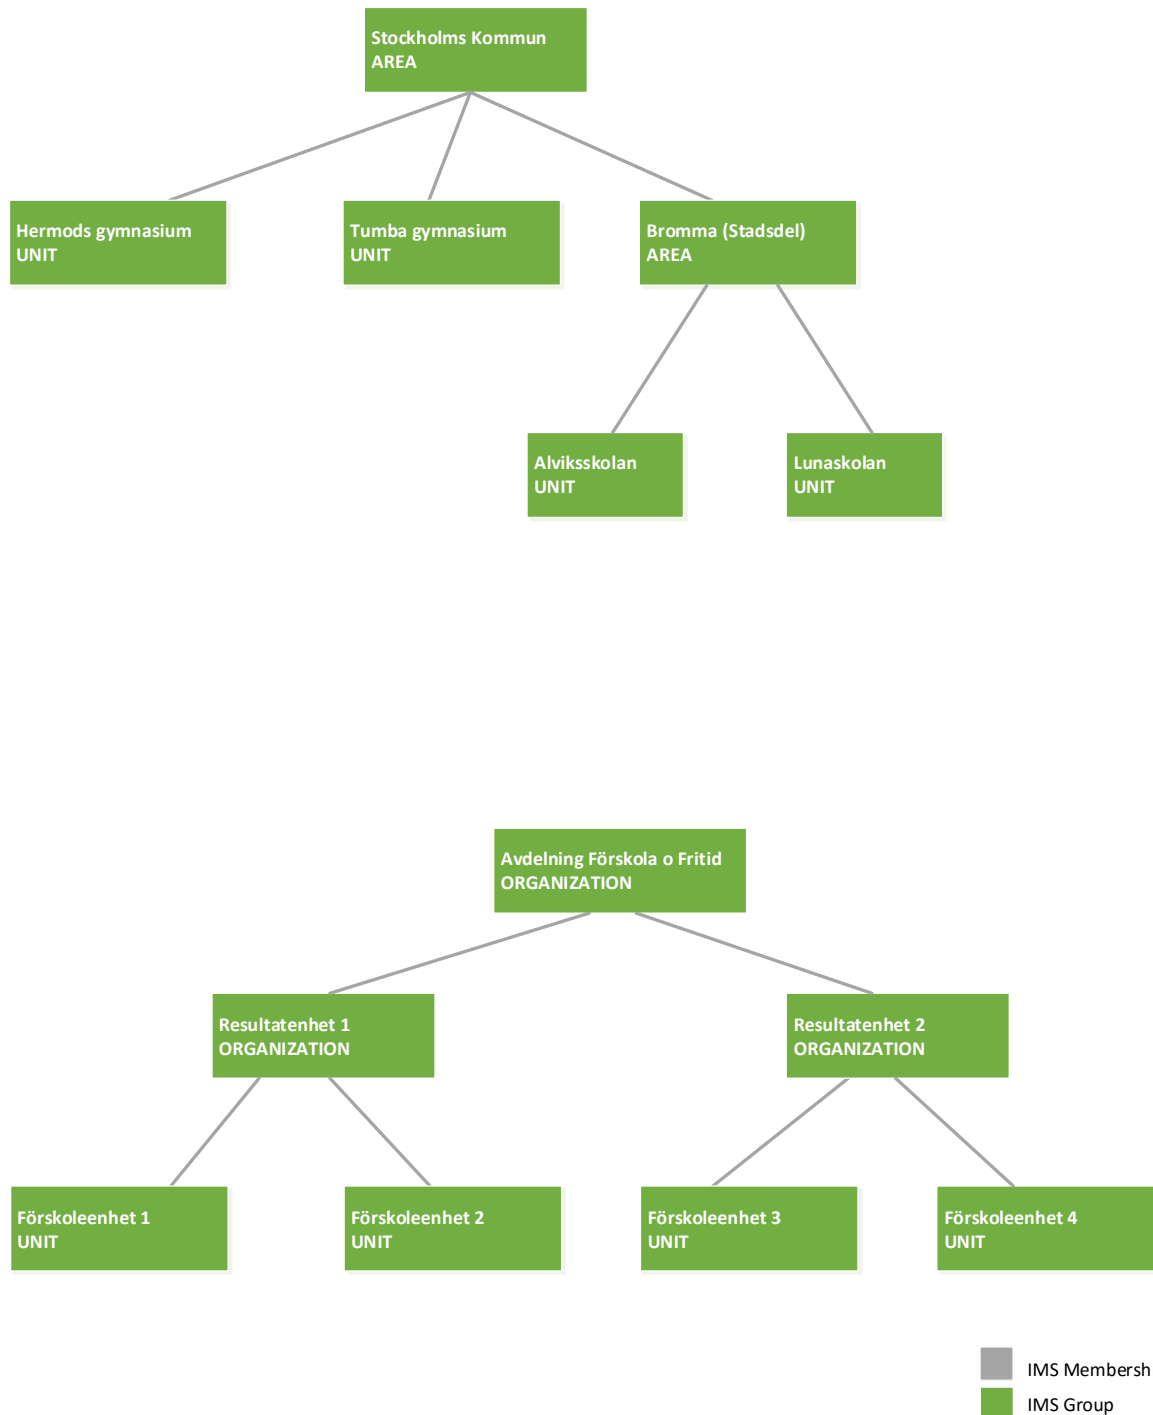 Stockholms Kommun
AREA
Hermods gymnasium
UNIT
Tumba gymnasium
UNIT
Bromma (Stadsdel)
AREA
Alviksskolan
UNIT
Lunaskolan
UNIT
Avdelning Förskola o Fritid
ORGANIZATION
Resultatenhet 1
ORGANIZATION
Resultatenhet 2
ORGANIZATION
Förskoleenhet 1
UNIT
Förskoleenhet 2
UNIT
Förskoleenhet 3
UNIT
Förskoleenhet 4
UNIT
IMS Membersh
IMS Group